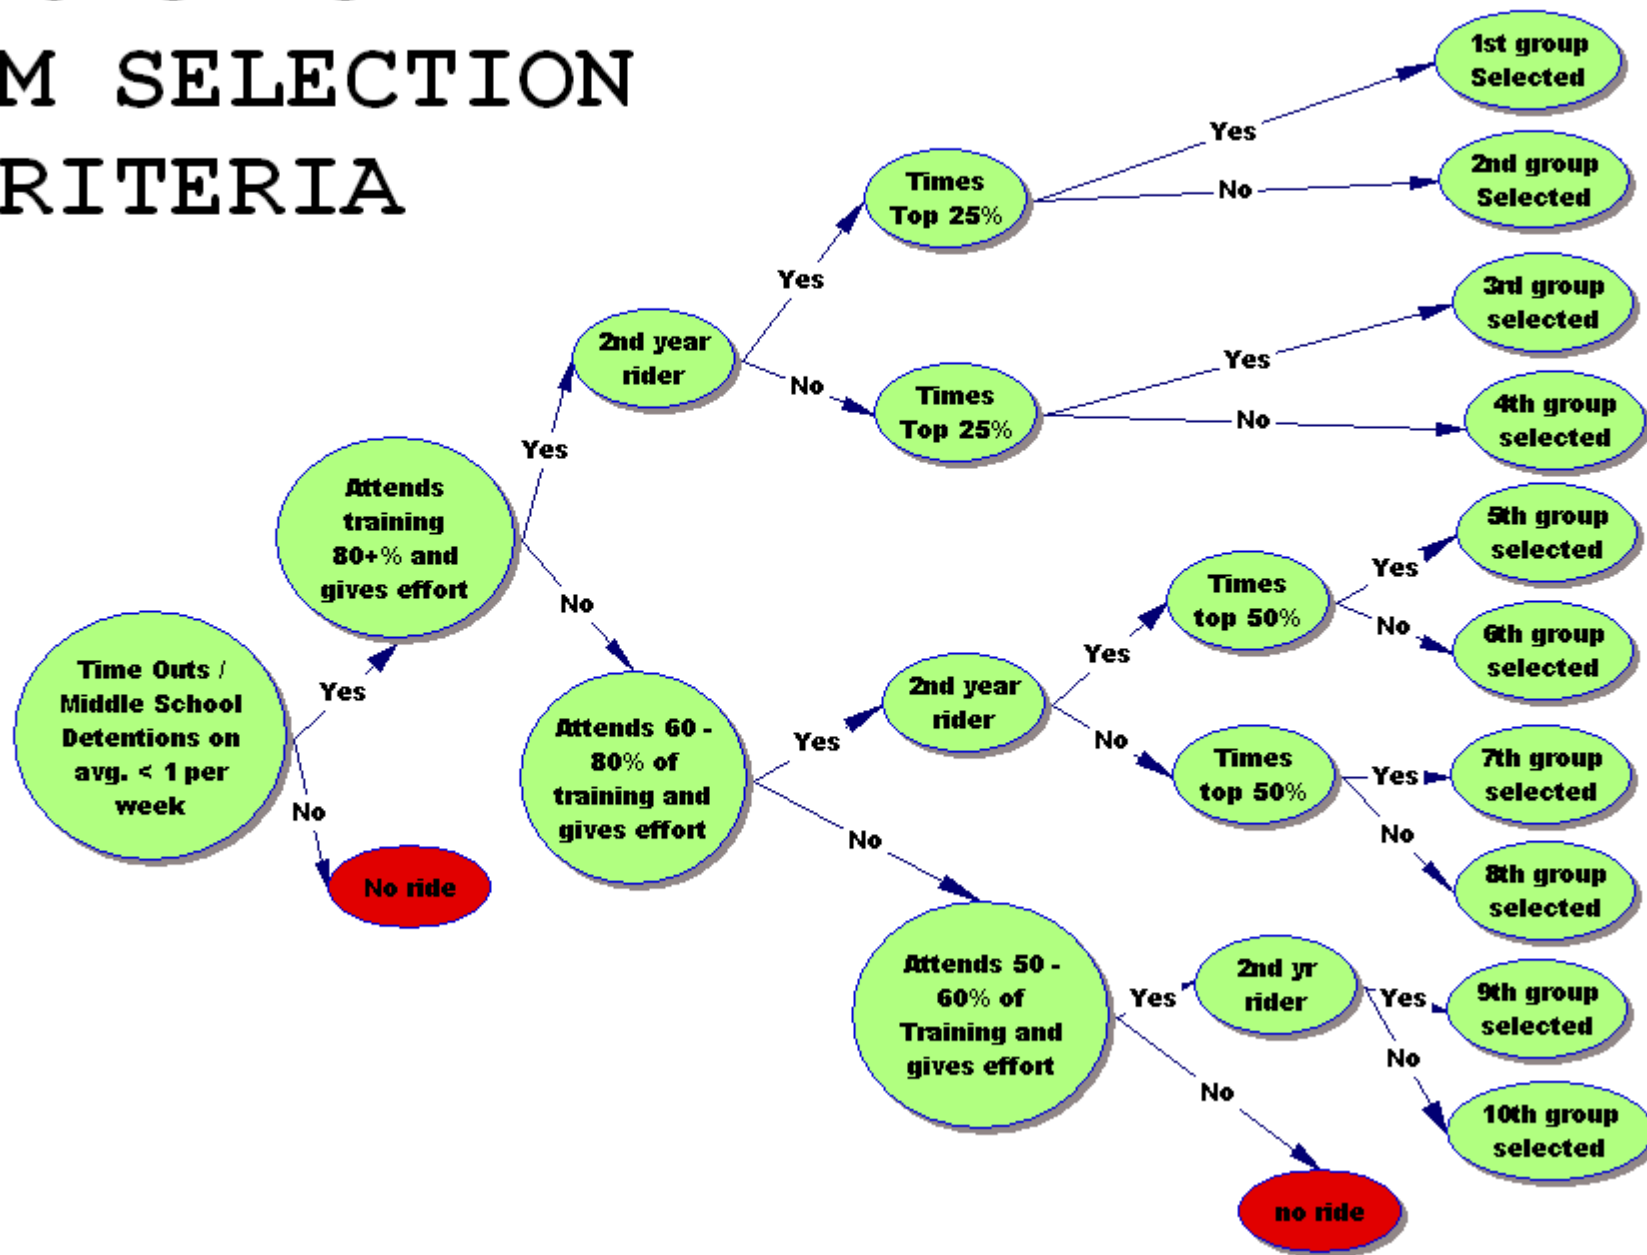 M SELECTION
RITERIA
1st group
Selected
Yes
2nd group
Selected
No
Times
Top 25%
Yes
3rd group
selected
Yes
2nd year
rider
No
Times
Top 25%
4th group
selected
No
Yes
Attends
training
80+% and
gives effort
5th group
selected
Yes
Times
top 50%
No
6th group
selected
No
Yes
2nd year
rider
Time Outs /
Middle School
Detentions on
avg. < 1 per
week
Yes
Attends 60 -
80% of
training and
gives effort
Yes
No
Times
top 50%
Yes
7th group
selected
No
No
No
8th group
selected
No ride
Attends 50 -
60% of
Training and
gives effort
Yes
2nd yr
rider
Yes
9th group
selected
No
No
10th group
selected
no ride